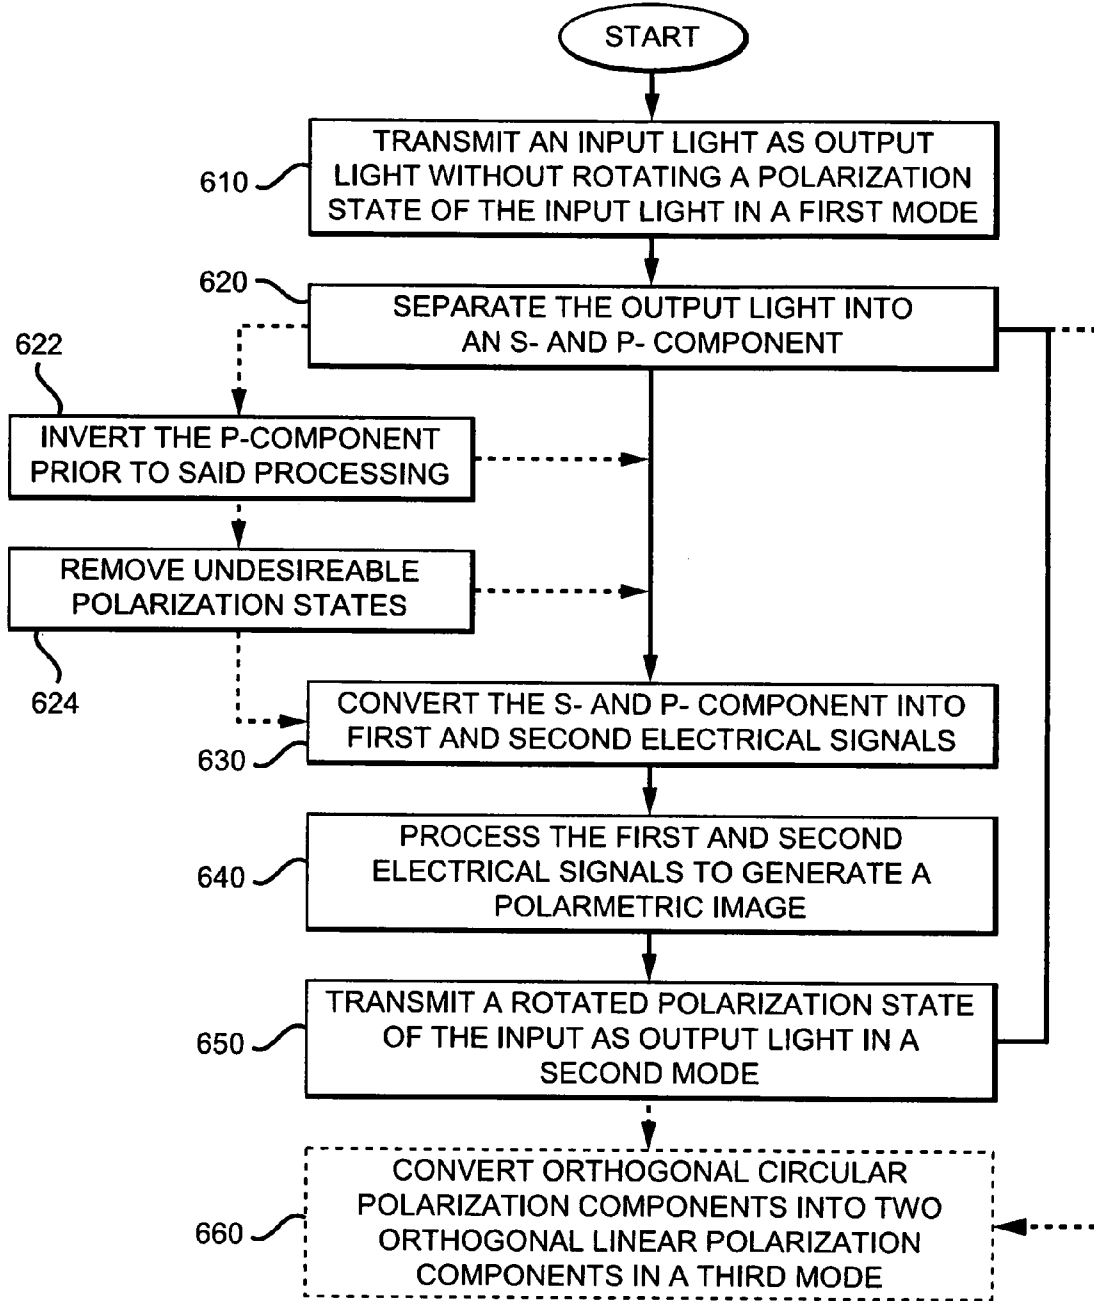 START
TRANSMIT AN INPUT LIGHT AS OUTPUT
LIGHT WITHOUT ROTATING A POLARIZATION
STATE OF THE INPUT LIGHT IN A FIRST MODE
610
620
SEPARATE THE OUTPUT LIGHT INTO
AN S- AND P- COMPONENT
622
INVERT THE P-COMPONENT
PRIOR TO SAID PROCESSING
REMOVE UNDESIREABLE
POLARIZATION STATES
624
CONVERT THE S- AND P- COMPONENT INTO
FIRST AND SECOND ELECTRICAL SIGNALS
630
PROCESS THE FIRST AND SECOND
ELECTRICAL SIGNALS TO GENERATE A
POLARMETRIC IMAGE
640
TRANSMIT A ROTATED POLARIZATION STATE
OF THE INPUT AS OUTPUT LIGHT IN A
SECOND MODE
650
CONVERT ORTHOGONAL CIRCULAR
POLARIZATION COMPONENTS INTO TWO
ORTHOGONAL LINEAR POLARIZATION
COMPONENTS IN A THIRD MODE
660